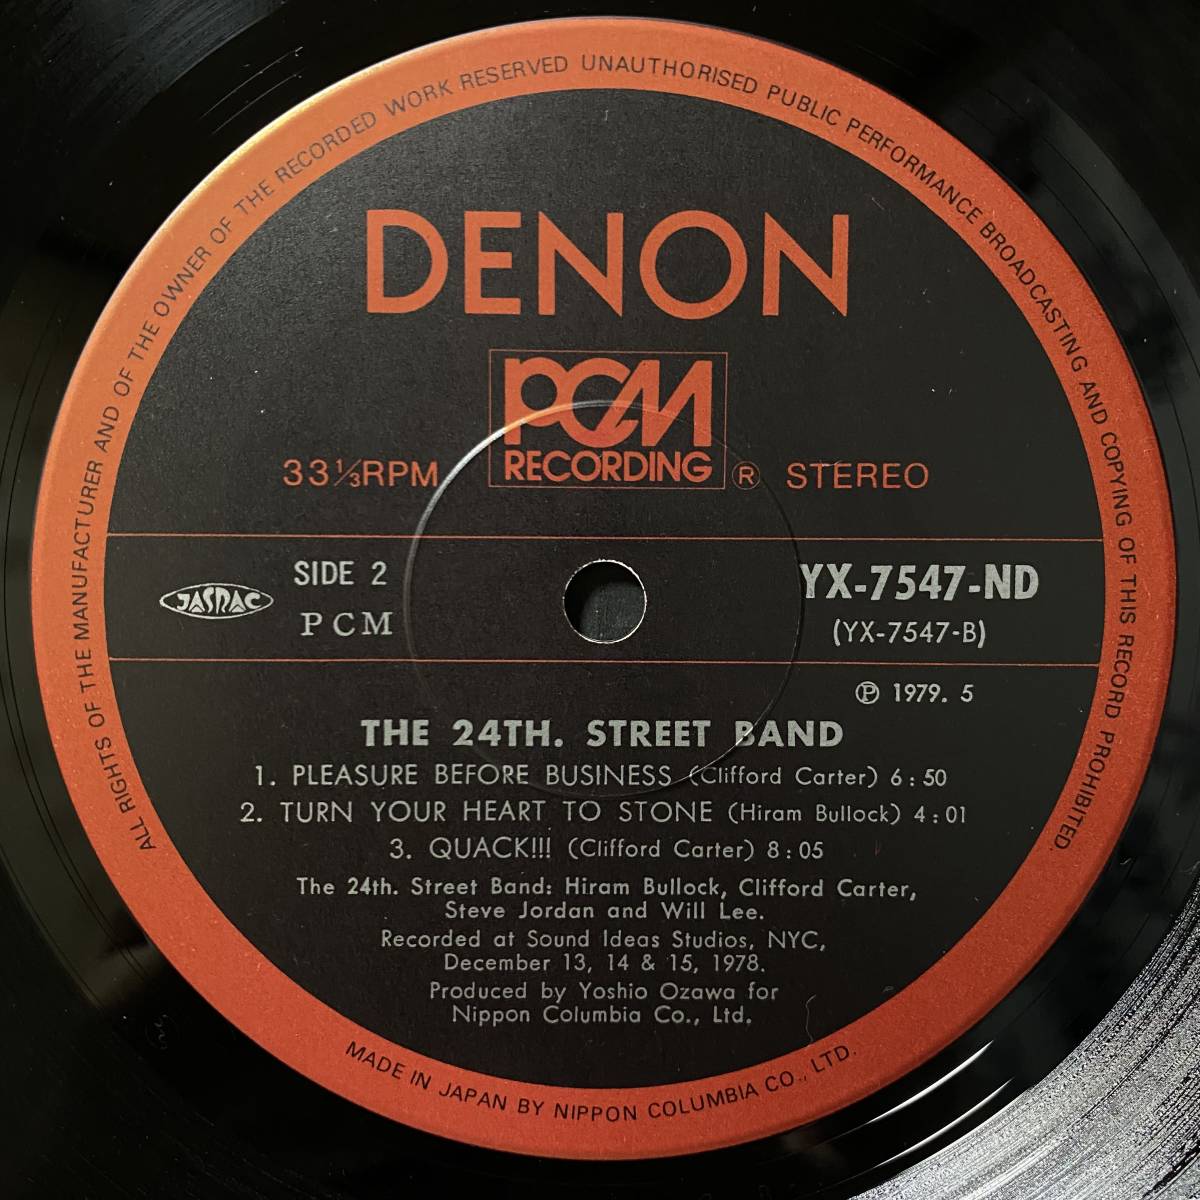 ALL RIGHTS OF THE MANUFACTURER AND OF THE OWNER OF THE RECORDED WORK RESERVED UNAUTHORISED PUBLIC PERFORMANCE BROADCASTING AND COPYING OF THIS RECORD PROHIBITED.
DENON
PCM
RECORDING
33 1/3 RPM Ⓡ STEREO
JASRAC
SIDE 2
PCM
YX-7547-ND
(YX-7547-B)
Ⓟ 1979. 5
THE 24TH. STREET BAND
1. PLEASURE BEFORE BUSINESS (Clifford Carter) 6:50
2. TURN YOUR HEART TO STONE (Hiram Bullock) 4:01
3. QUACK!!! (Clifford Carter) 8:05
The 24th. Street Band: Hiram Bullock, Clifford Carter,
Steve Jordan and Will Lee.
Recorded at Sound Ideas Studios, NYC,
December 13, 14 & 15, 1978.
Produced by Yoshio Ozawa for
Nippon Columbia Co., Ltd.
MADE IN JAPAN BY NIPPON COLUMBIA CO., LTD.